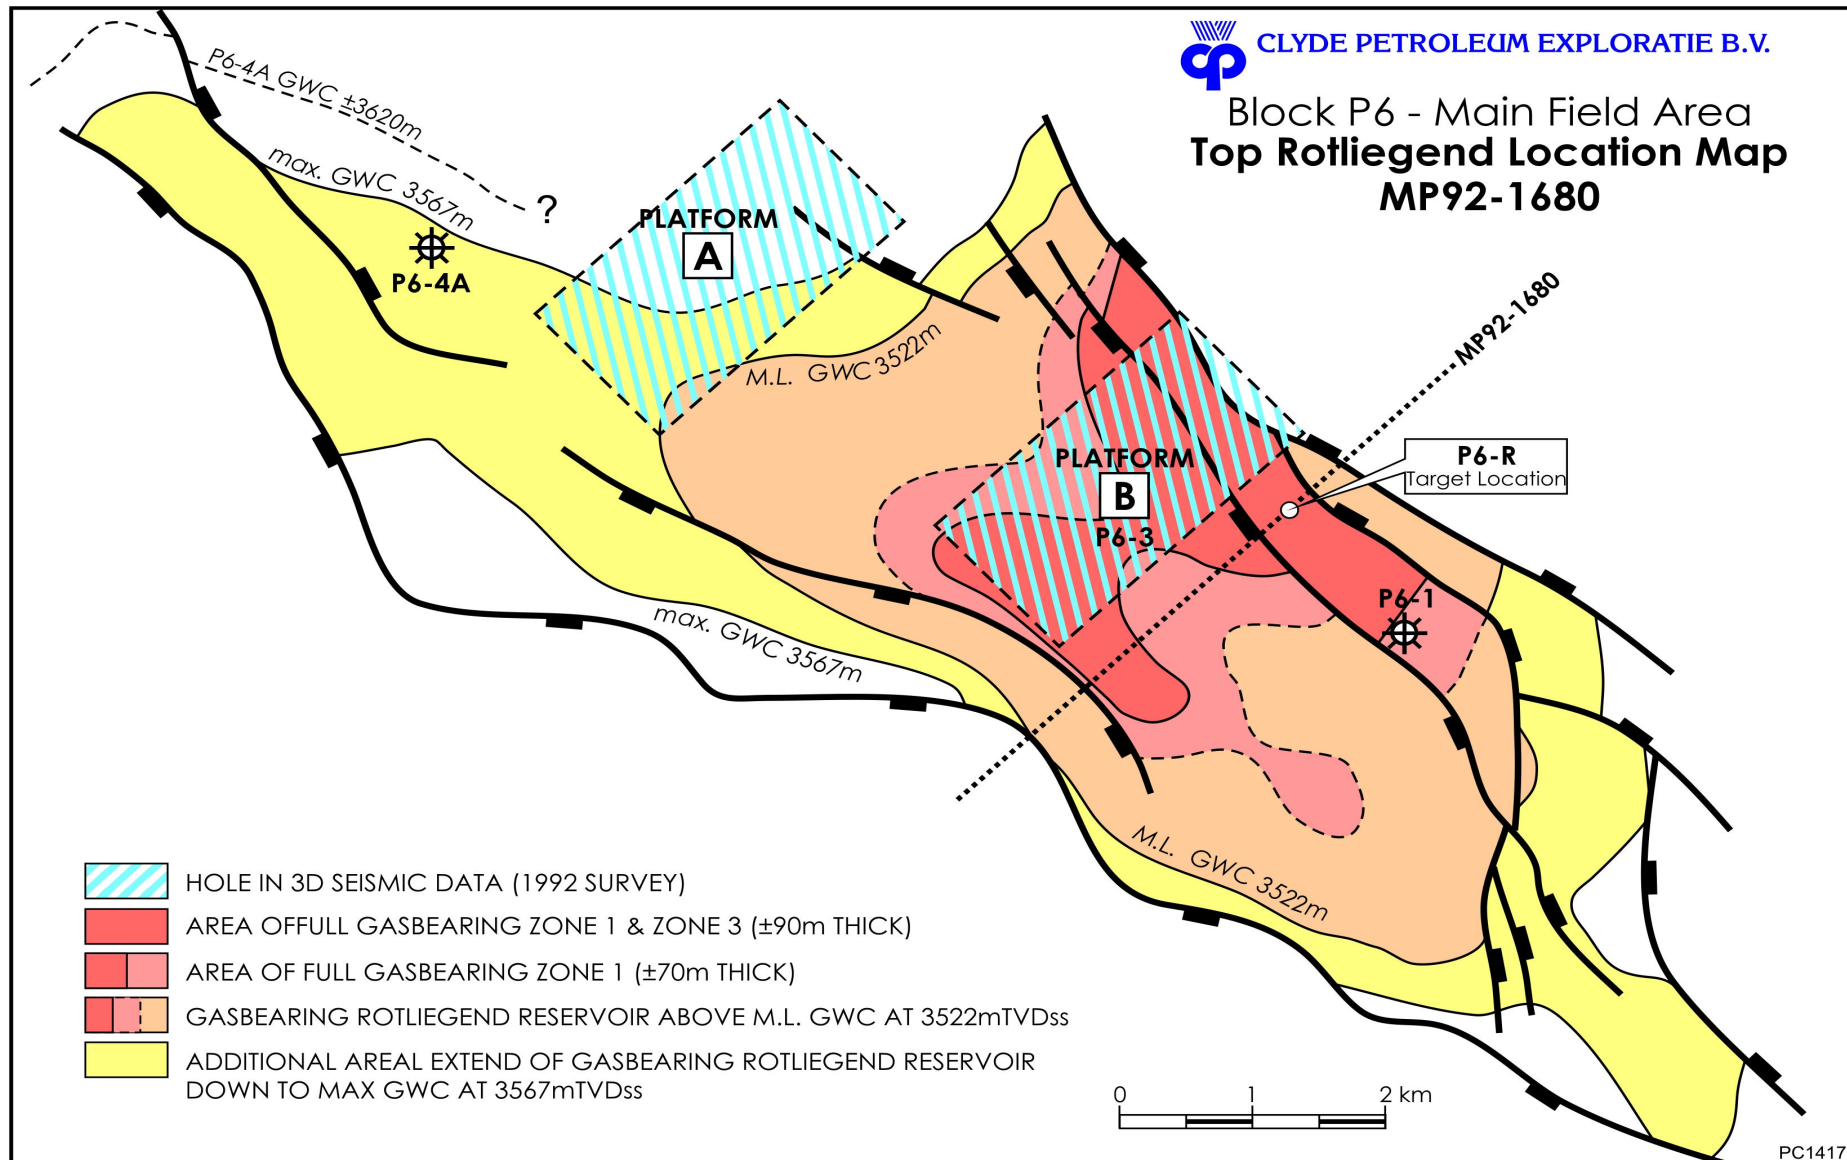 CLYDE PETROLEUM EXPLORATIE B.V.
Block P6 - Main Field Area
Top Rotliegend Location Map
MP92-1680
P6-4A GWC ±3620m
?
max. GWC 3567m
P6-4A
PLATFORM
A
M.L. GWC 3522m
MP92-1680
P6-R
Target Location
PLATFORM
B
P6-3
P6-1
max. GWC 3567m
M.L. GWC 3522m
HOLE IN 3D SEISMIC DATA (1992 SURVEY)
AREA OFFULL GASBEARING ZONE 1 & ZONE 3 (±90m THICK)
AREA OF FULL GASBEARING ZONE 1 (±70m THICK)
GASBEARING ROTLIEGEND RESERVOIR ABOVE M.L. GWC AT 3522mTVDss
ADDITIONAL AREAL EXTEND OF GASBEARING ROTLIEGEND RESERVOIR
DOWN TO MAX GWC AT 3567mTVDss
0 1 2 km
PC1417